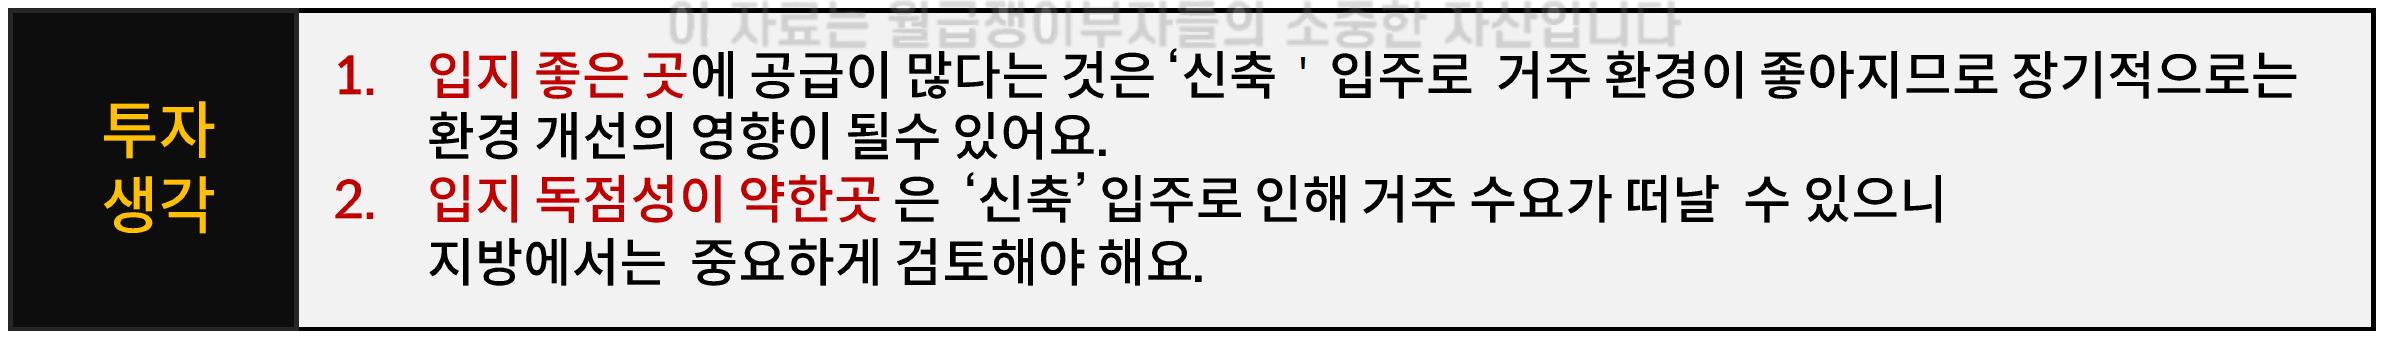 이 자료는 월급쟁이부자들의 소중한 자산입니다
투자
생각
1. 입지 좋은 곳에 공급이 많다는 것은 ‘신축 ' 입주로 거주 환경이 좋아지므로 장기적으로는
환경 개선의 영향이 될수 있어요.
2. 입지 독점성이 약한곳 은 ‘신축’ 입주로 인해 거주 수요가 떠날 수 있으니
지방에서는 중요하게 검토해야 해요.